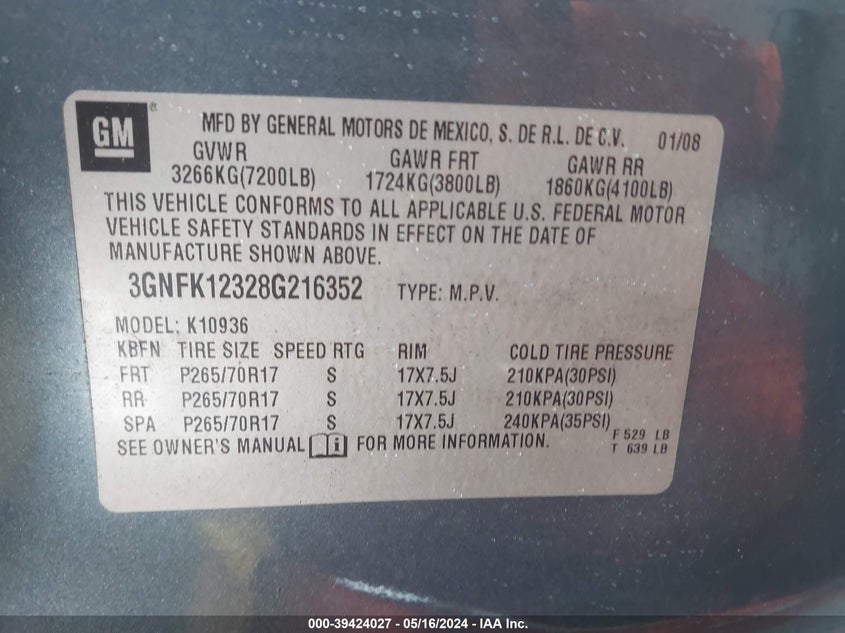 GM ®
MFD BY GENERAL MOTORS DE MEXICO, S. DE R.L. DE C.V. 01/08
GVWR GAWR FRT GAWR RR
3266KG(7200LB) 1724KG(3800LB) 1860KG(4100LB)
THIS VEHICLE CONFORMS TO ALL APPLICABLE U.S. FEDERAL MOTOR
VEHICLE SAFETY STANDARDS IN EFFECT ON THE DATE OF
MANUFACTURE SHOWN ABOVE.
3GNFK12328G216352 TYPE: M.P.V.
MODEL: K10936
KBFN TIRE SIZE SPEED RTG RIM COLD TIRE PRESSURE
FRT P265/70R17 S 17X7.5J 210KPA(30PSI)
RR P265/70R17 S 17X7.5J 210KPA(30PSI)
SPA P265/70R17 S 17X7.5J 240KPA(35PSI)
SEE OWNER'S MANUAL i FOR MORE INFORMATION.
F 529 LB
T 639 LB
000-39424027 - 05/16/2024 - IAA Inc.